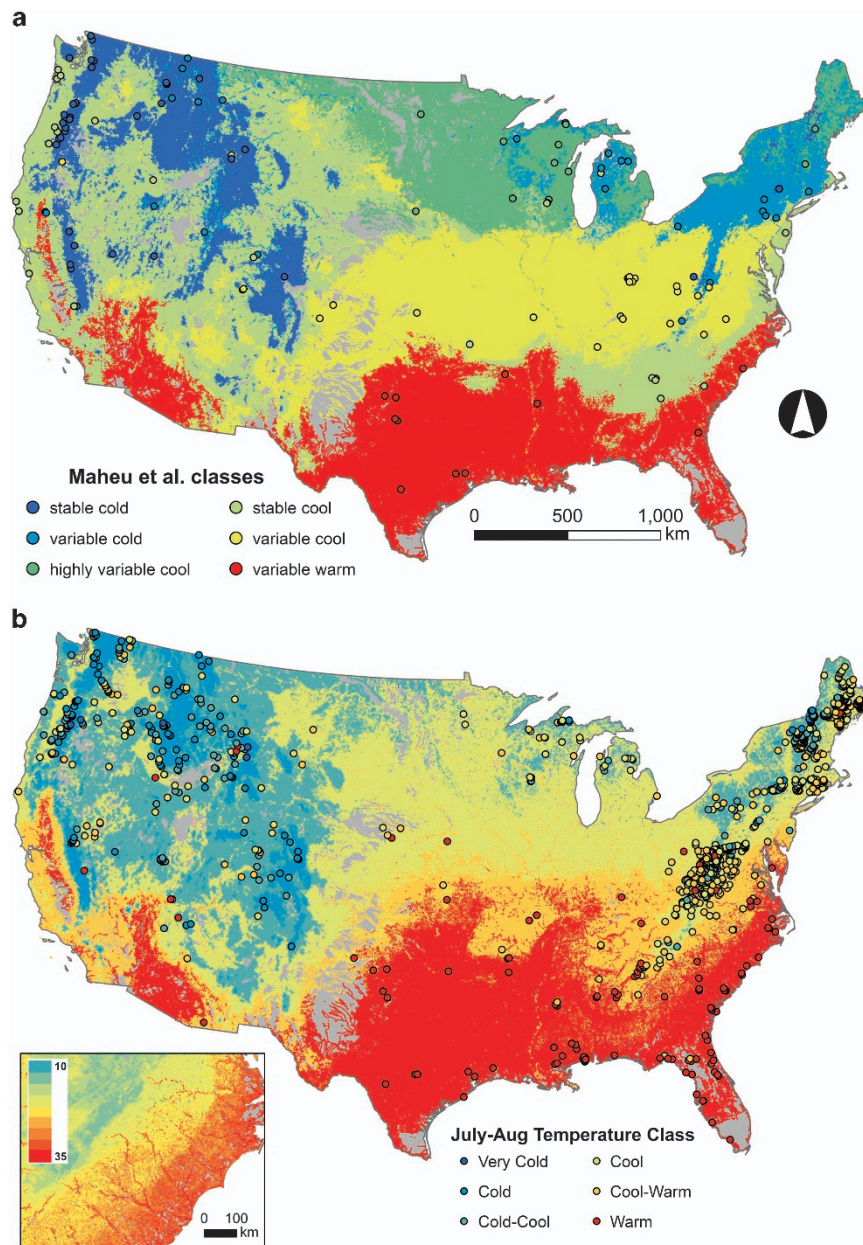 a
Maheu et al. classes
stable cold
stable cool
variable cold
variable cool
highly variable cool
variable warm
0 500 1,000
km
b
10
35
0 100
km
July-Aug Temperature Class
Very Cold
Cool
Cold
Cool-Warm
Cold-Cool
Warm